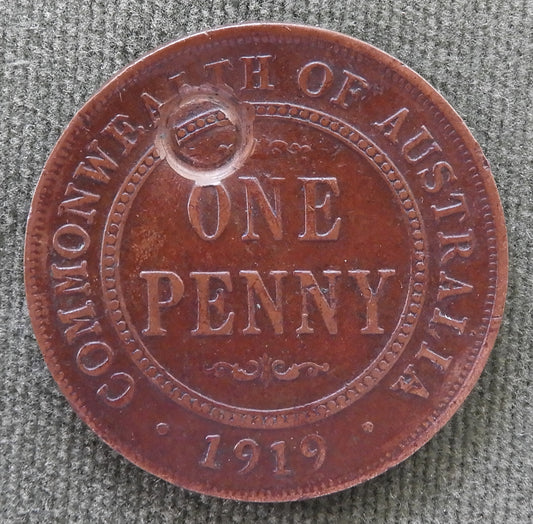 COMMONWEALTH OF AUSTRALIA
ONE
PENNY
· 1919 ·